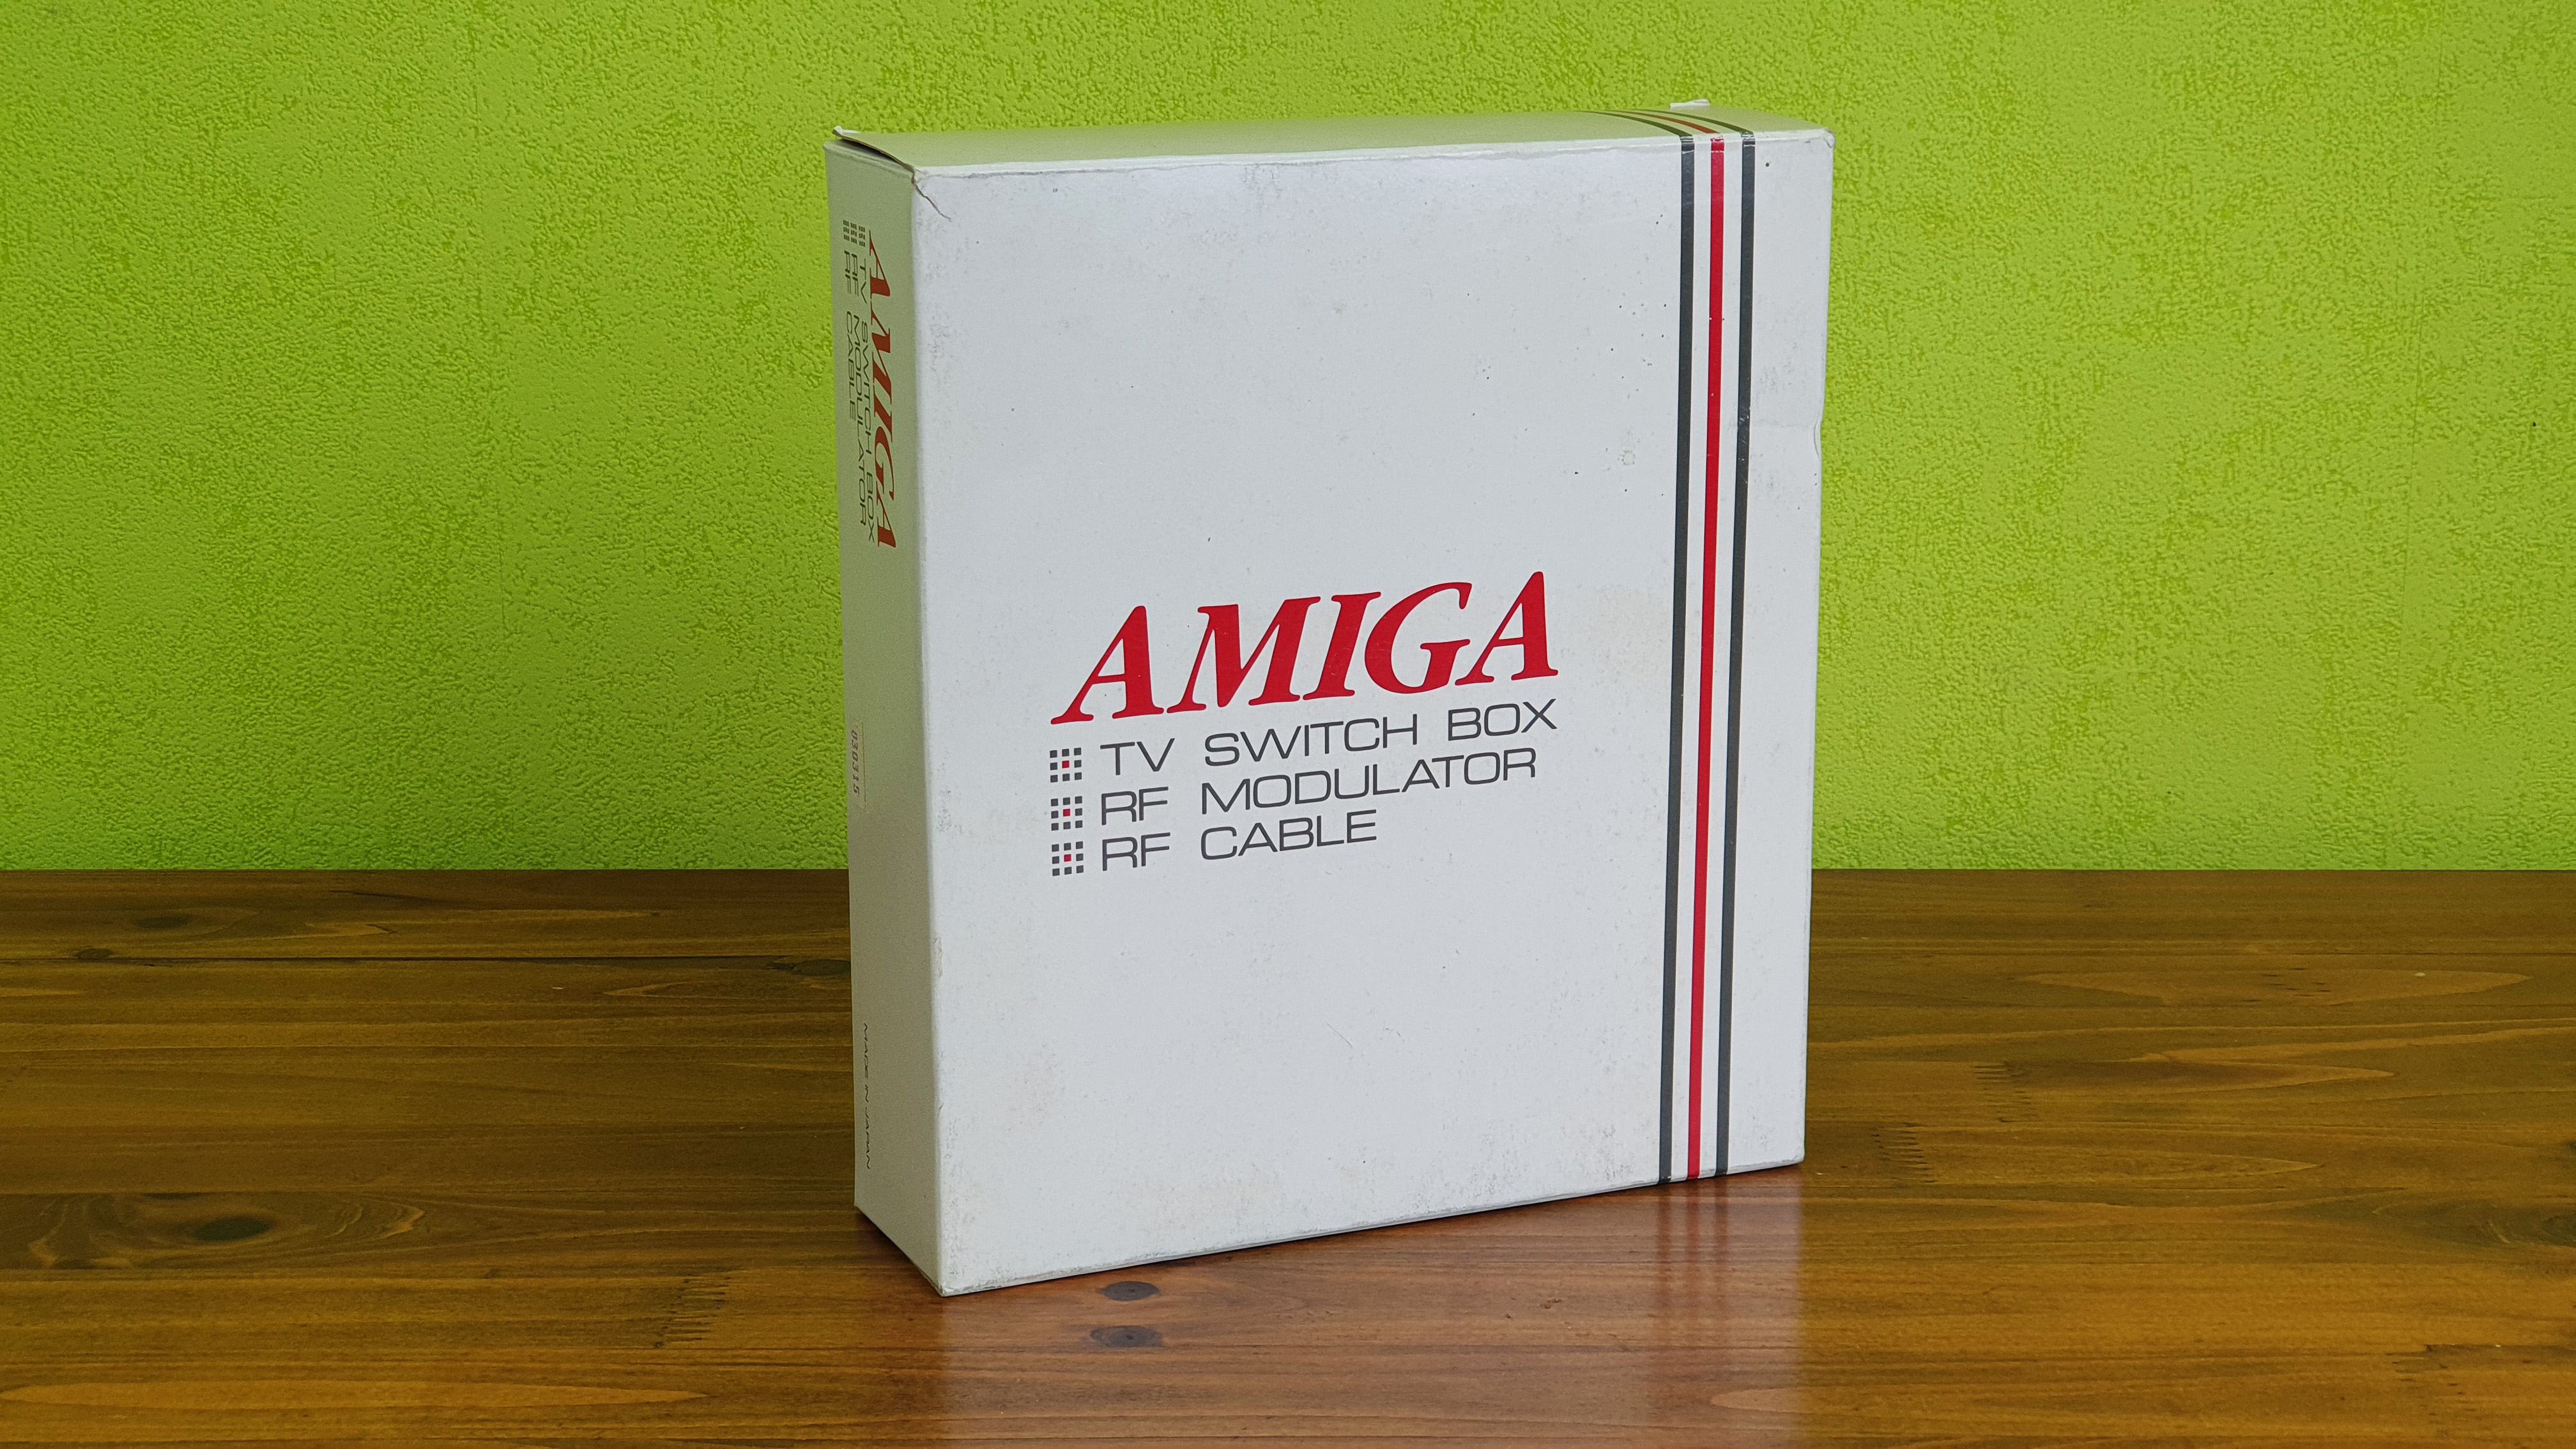 AMIGA
TV SWITCH BOX
RF MODULATOR
RF CABLE
AMIGA
TV SWITCH BOX
RF MODULATOR
RF CABLE
030315
MADE IN JAPAN